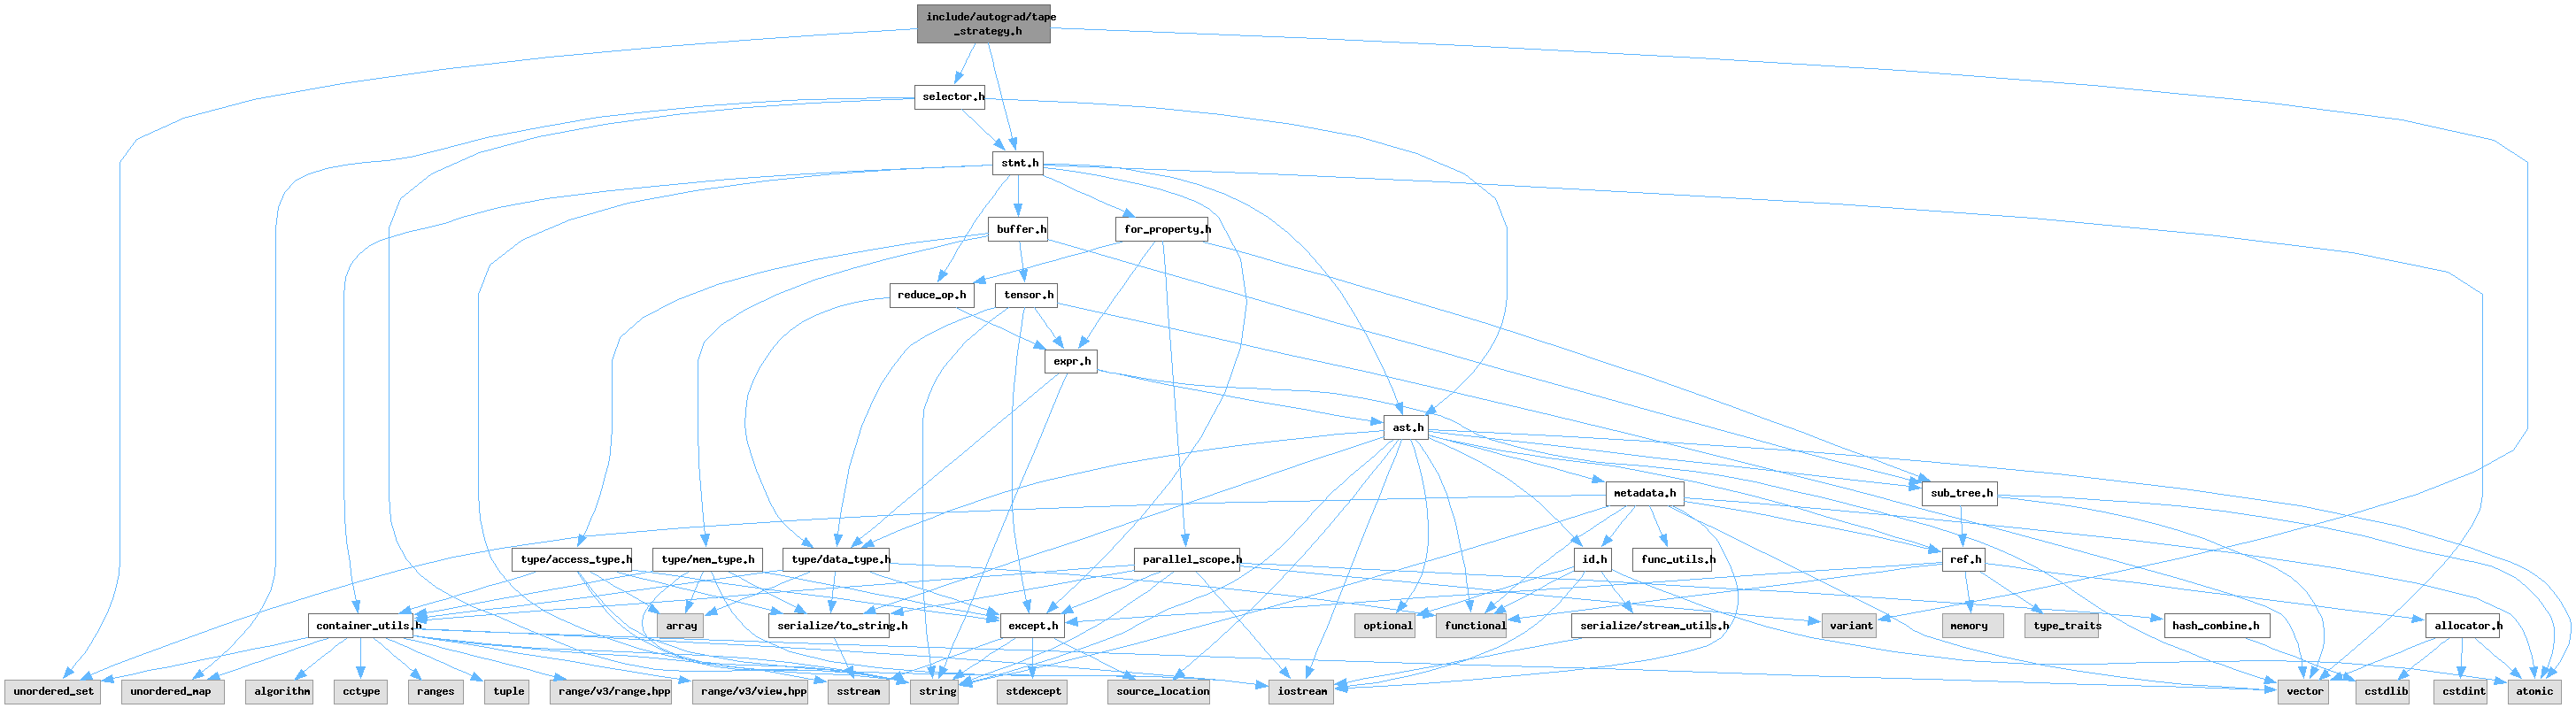 include/autograd/tape
_strategy.h
selector.h
stmt.h
buffer.h
for_property.h
reduce_op.h
tensor.h
expr.h
ast.h
metadata.h
sub_tree.h
type/access_type.h
type/mem_type.h
type/data_type.h
parallel_scope.h
id.h
func_utils.h
ref.h
container_utils.h
array
serialize/to_string.h
except.h
optional
functional
serialize/stream_utils.h
variant
memory
type_traits
hash_combine.h
allocator.h
unordered_set
unordered_map
algorithm
cctype
ranges
tuple
range/v3/range.hpp
range/v3/view.hpp
sstream
string
stdexcept
source_location
iostream
vector
cstdlib
cstdint
atomic